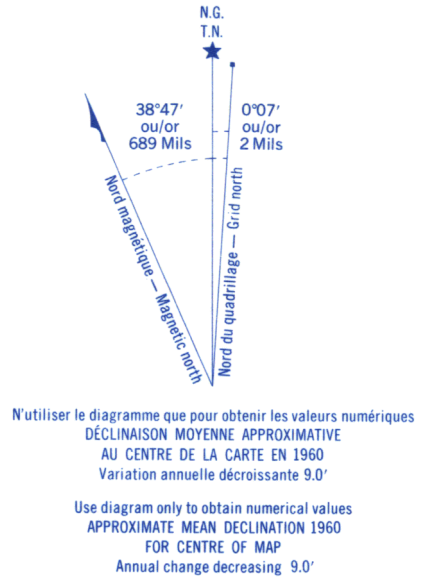 N.G.
T.N.
38°47′
ou/or
689 Mils
0°07′
ou/or
2 Mils
Nord magnétique — Magnetic north
Nord du quadrillage — Grid north
N'utiliser le diagramme que pour obtenir les valeurs numériques
DÉCLINAISON MOYENNE APPROXIMATIVE
AU CENTRE DE LA CARTE EN 1960
Variation annuelle décroissante 9.0′
Use diagram only to obtain numerical values
APPROXIMATE MEAN DECLINATION 1960
FOR CENTRE OF MAP
Annual change decreasing 9.0′